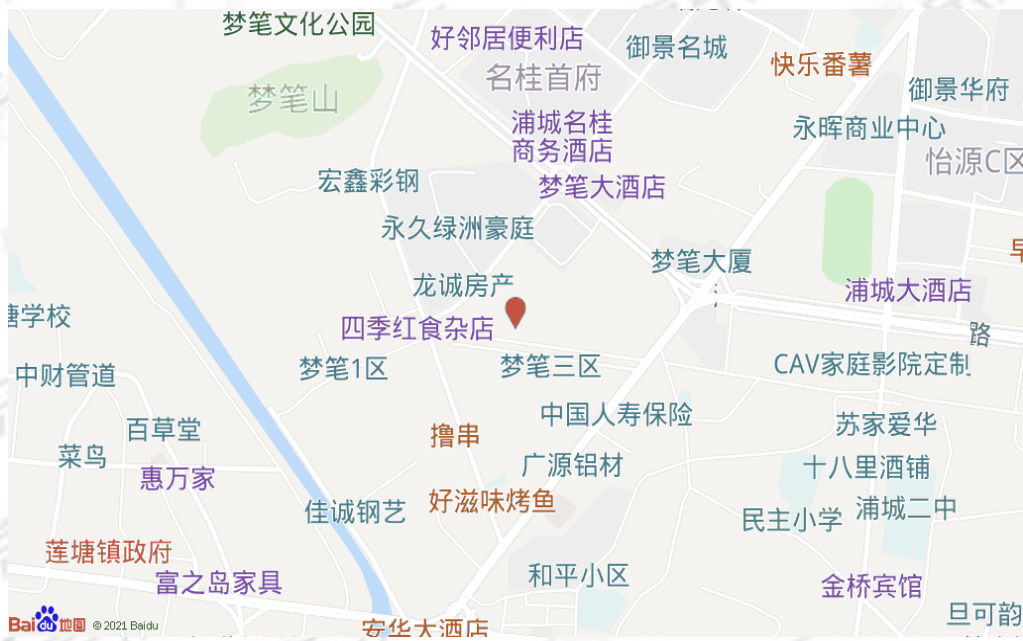 梦笔文化公园
好邻居便利店
御景名城
快乐番薯
名桂首府
御景华府
梦笔山
浦城名桂
商务酒店
永晖商业中心
怡源C区
宏鑫彩钢
梦笔大酒店
永久绿洲豪庭
梦笔大厦
龙诚房产
浦城大酒店
塘学校
四季红食杂店
路
梦笔1区
梦笔三区
CAV家庭影院定制
中财管道
中国人寿保险
百草堂
撸串
苏家爱华
菜鸟
惠万家
广源铝材
十八里酒铺
佳诚钢艺
好滋味烤鱼
民主小学
浦城二中
莲塘镇政府
富之岛家具
和平小区
金桥宾馆
旦可韵
Bai du 地图 © 2021 Baidu
安华大酒店